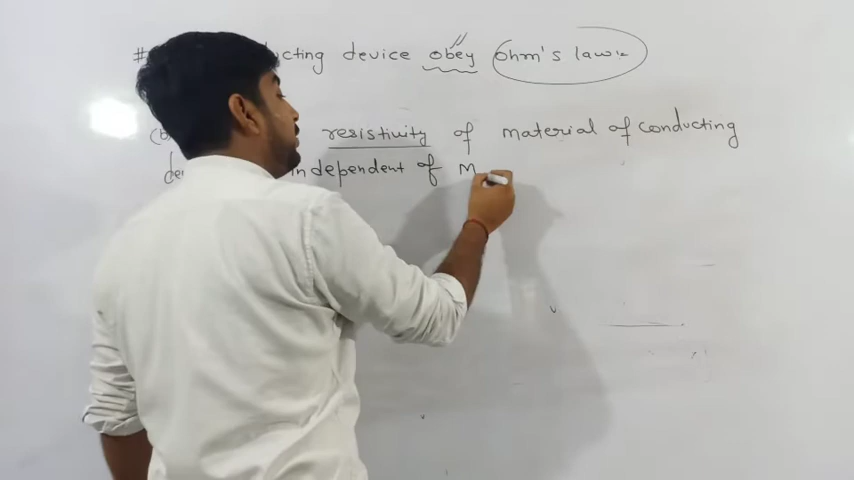 # ucting device obey ohm's law
resistivity of material of conducting
de independent of M